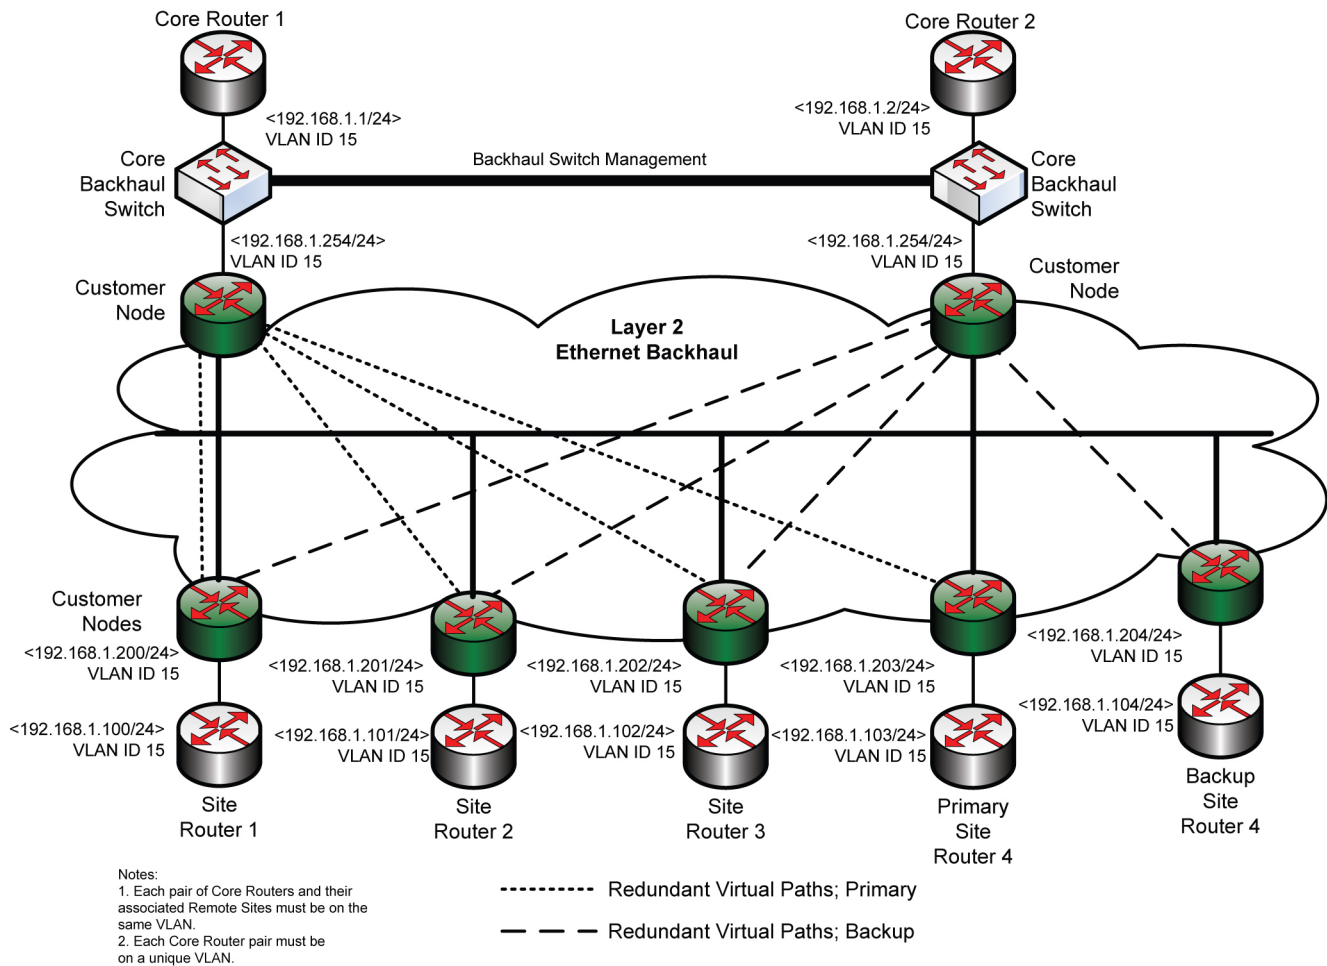 Core Router 1
Core Router 2
<192.168.1.1/24>
VLAN ID 15
<192.168.1.2/24>
VLAN ID 15
Core
Backhaul
Switch
Backhaul Switch Management
Core
Backhaul
Switch
<192.168.1.254/24>
VLAN ID 15
<192.168.1.254/24>
VLAN ID 15
Customer
Node
Customer
Node
Layer 2
Ethernet Backhaul
Customer
Nodes
<192.168.1.200/24>
VLAN ID 15
<192.168.1.201/24>
VLAN ID 15
<192.168.1.202/24>
VLAN ID 15
<192.168.1.203/24>
VLAN ID 15
<192.168.1.204/24>
VLAN ID 15
<192.168.1.100/24>
VLAN ID 15
<192.168.1.101/24>
VLAN ID 15
<192.168.1.102/24>
VLAN ID 15
<192.168.1.103/24>
VLAN ID 15
<192.168.1.104/24>
VLAN ID 15
Site
Router 1
Site
Router 2
Site
Router 3
Primary
Site
Router 4
Backup
Site
Router 4
Notes:
1. Each pair of Core Routers and their
associated Remote Sites must be on the
same VLAN.
2. Each Core Router pair must be
on a unique VLAN.
Redundant Virtual Paths; Primary
Redundant Virtual Paths; Backup